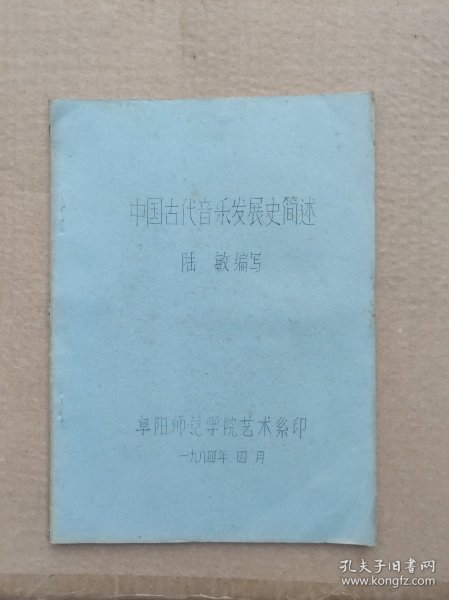 中国古代音乐发展史简述
陆 敏编写
阜阳师范学院艺术系印
一九八四年 四 月
孔夫子旧书网
www.kongfz.com